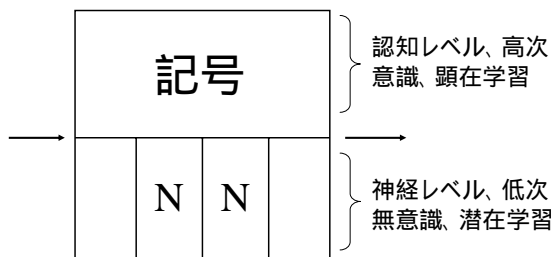 記号
認知レベル、高次
意識、顕在学習
N N
神経レベル、低次
無意識、潜在学習